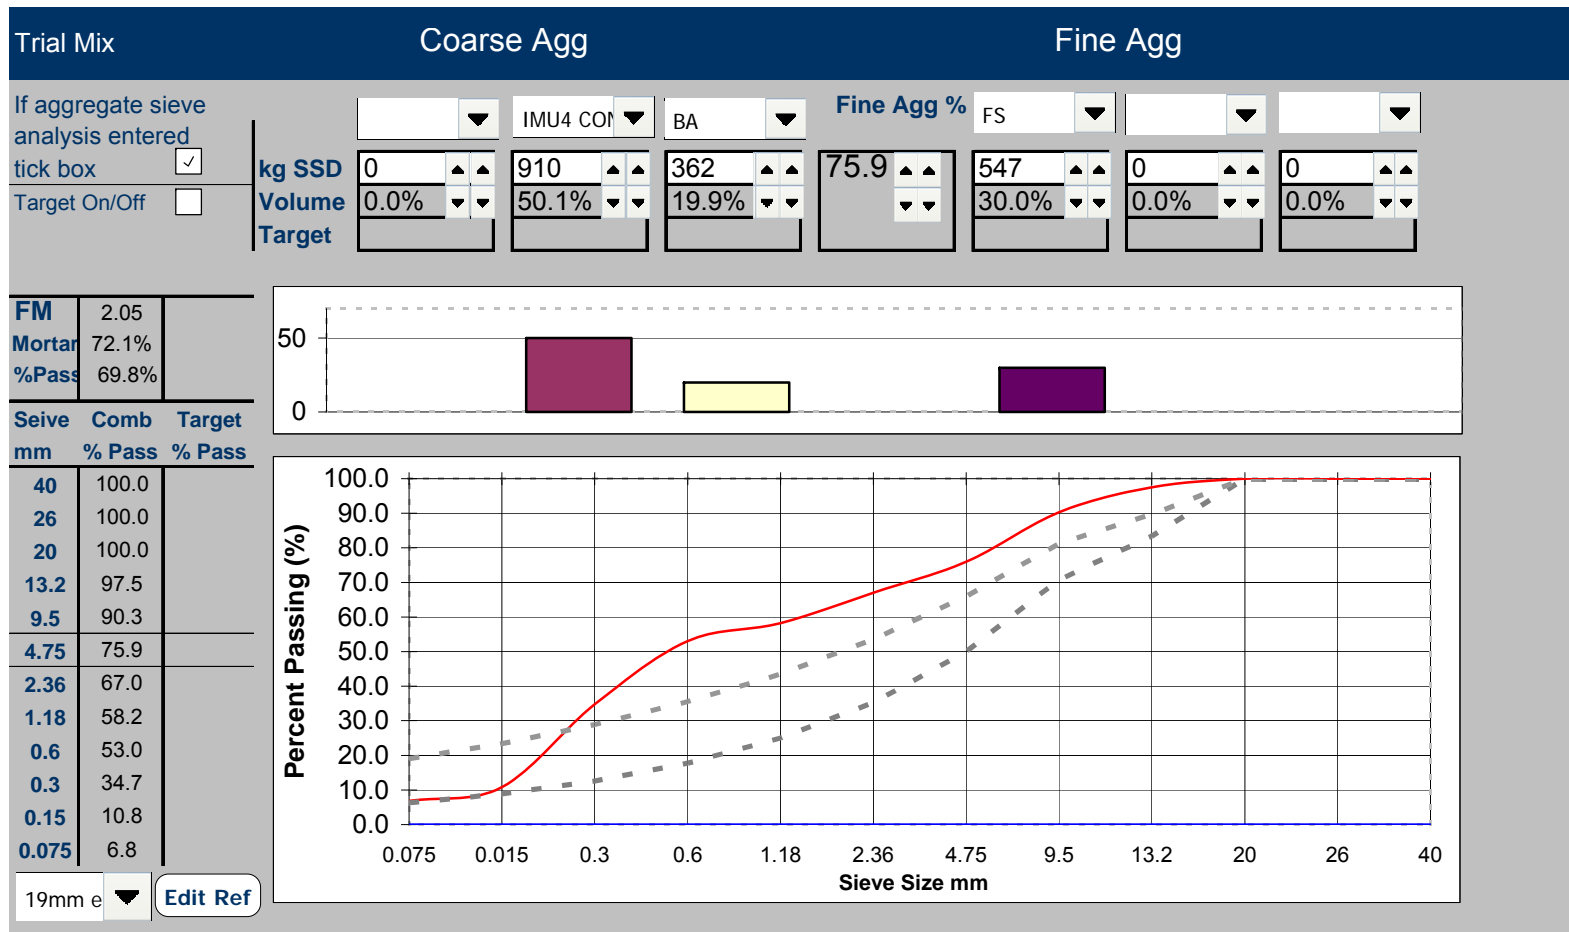 Trial Mix Coarse Agg Fine Agg
If aggregate sieve
analysis entered
tick box
Target On/Off
IMU4 CON BA Fine Agg % FS
kg SSD 0 910 362 75.9 547 0 0
Volume 0.0% 50.1% 19.9% 30.0% 0.0% 0.0%
Target
FM 2.05
Mortar 72.1%
%Pass 69.8%
Seive Comb Target
mm % Pass % Pass
40 100.0
26 100.0
20 100.0
13.2 97.5
9.5 90.3
4.75 75.9
2.36 67.0
1.18 58.2
0.6 53.0
0.3 34.7
0.15 10.8
0.075 6.8
19mm e Edit Ref
50
0
100.0
90.0
80.0
70.0
60.0
50.0
40.0
30.0
20.0
10.0
0.0
Percent Passing (%)
0.075 0.015 0.3 0.6 1.18 2.36 4.75 9.5 13.2 20 26 40
Sieve Size mm